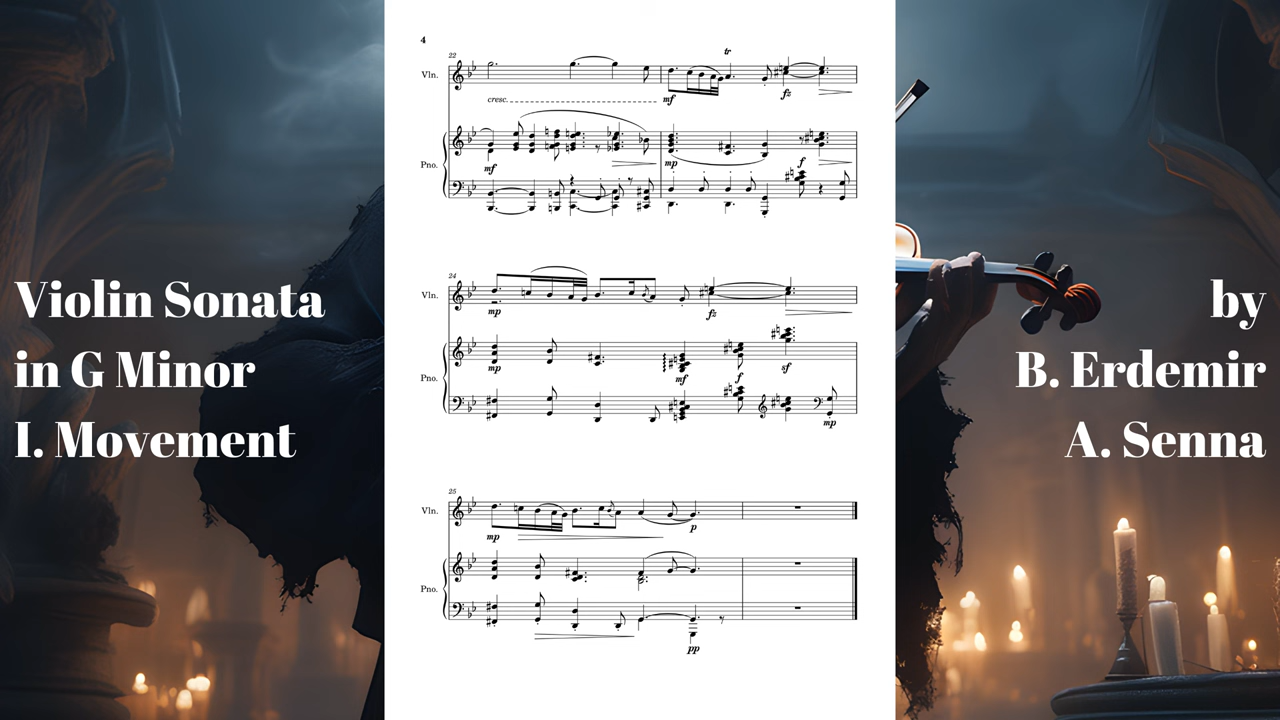 Violin Sonata
in G Minor
I. Movement
4
22
Vln.
tr
cresc.
mf
fz
Pno.
mf
mp
f
24
Vln.
mp
fz
Pno.
mp
mf
f
sf
mp
25
Vln.
mp
p
Pno.
pp
by
B. Erdemir
A. Senna